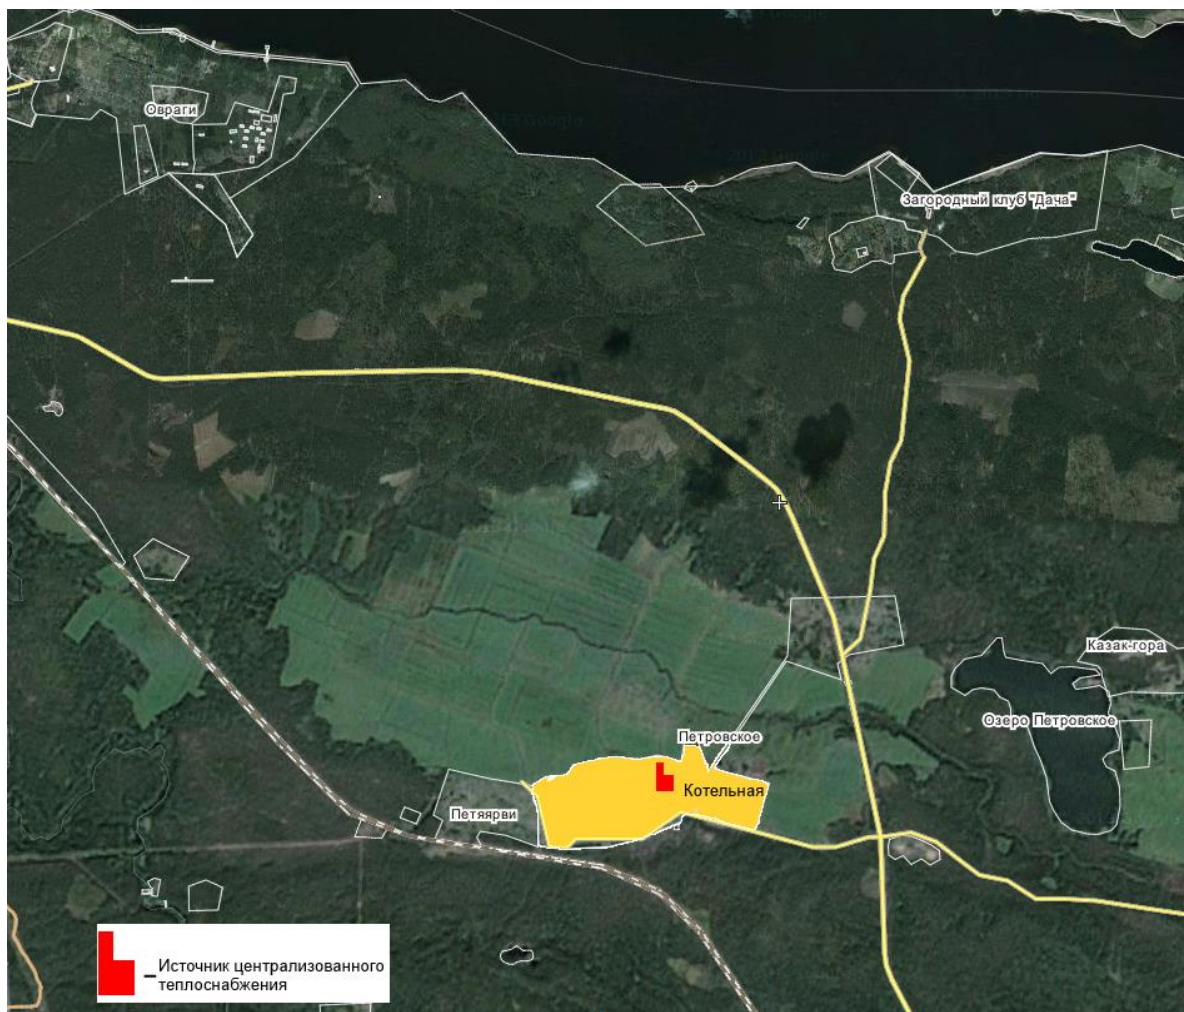 Овраги
Загородный клуб "Дача"
Казак-гора
Озеро Петровское
Петровское
Котельная
Петяярви
Источник централизованного
теплоснабжения